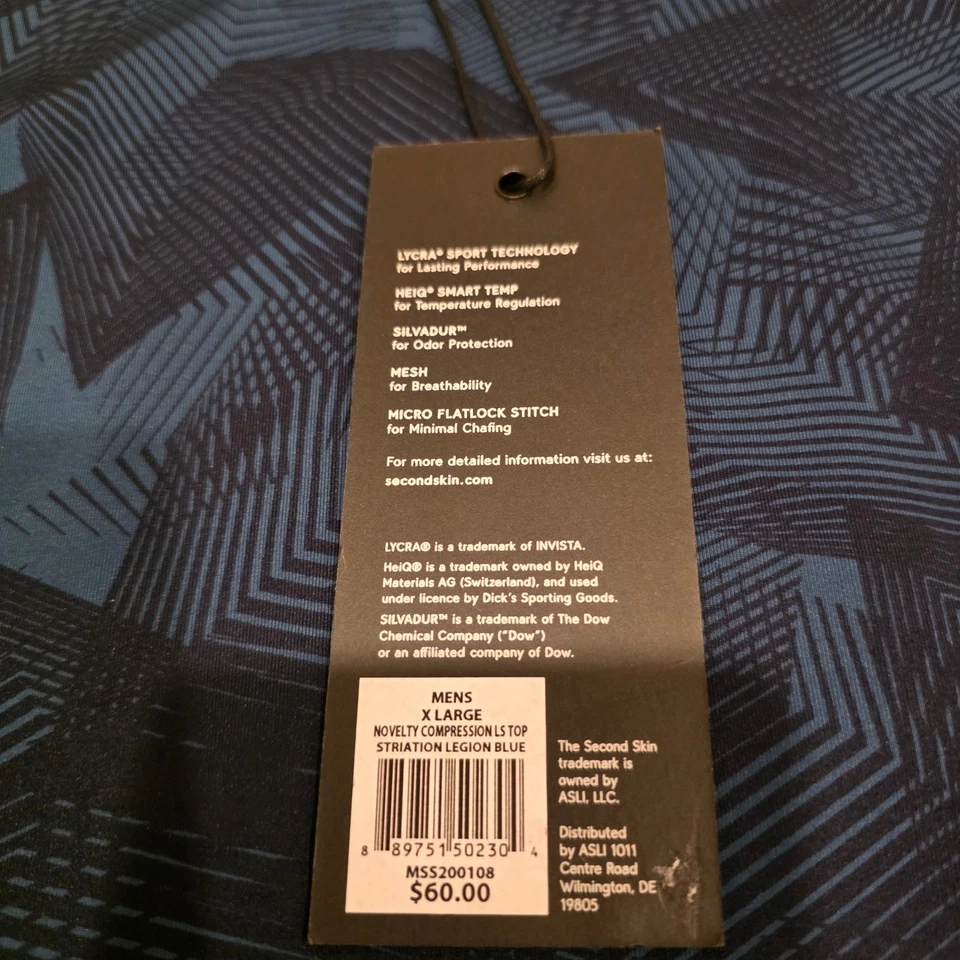 LYCRA® SPORT TECHNOLOGY
for Lasting Performance
HEIQ® SMART TEMP
for Temperature Regulation
SILVADUR™
for Odor Protection
MESH
for Breathability
MICRO FLATLOCK STITCH
for Minimal Chafing
For more detailed information visit us at:
secondskin.com
LYCRA® is a trademark of INVISTA.
HeiQ® is a trademark owned by HeiQ
Materials AG (Switzerland), and used
under licence by Dick's Sporting Goods.
SILVADUR™ is a trademark of The Dow
Chemical Company ("Dow")
or an affiliated company of Dow.
MENS
X LARGE
NOVELTY COMPRESSION LS TOP
STRIATION LEGION BLUE
8 89751 50230 4
MSS200108
$60.00
The Second Skin
trademark is
owned by
ASLI, LLC.
Distributed
by ASLI 1011
Centre Road
Wilmington, DE
19805